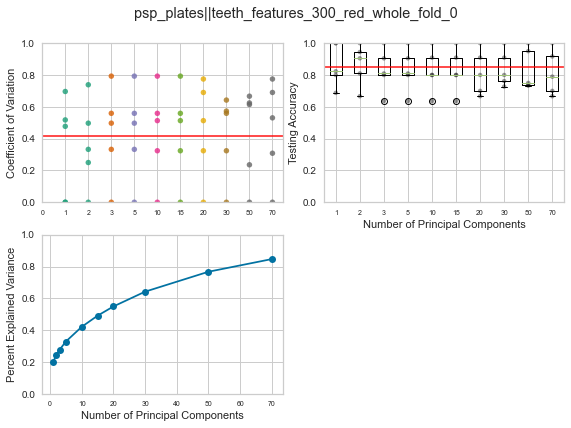 psp_plates||teeth_features_300_red_whole_fold_0
Coefficient of Variation
1.0
0.8
0.6
0.4
0.2
0.0
0 1 2 3 5 10 15 20 30 50 70
Testing Accuracy
1.0
0.8
0.6
0.4
0.2
0.0
1 2 3 5 10 15 20 30 50 70
Number of Principal Components
Percent Explained Variance
1.0
0.8
0.6
0.4
0.2
0.0
0 10 20 30 40 50 60 70
Number of Principal Components